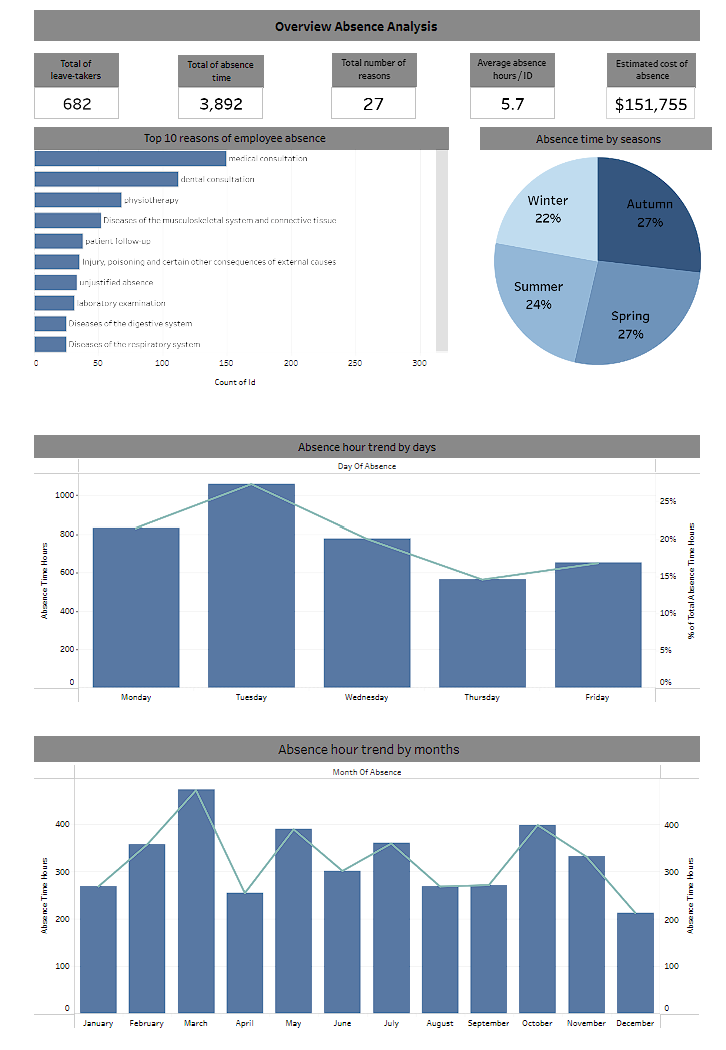 Overview Absence Analysis
Total of
leave-takers
682
Total of absence
time
3,892
Total number of
reasons
27
Average absence
hours / ID
5.7
Estimated cost of
absence
$151,755
Top 10 reasons of employee absence
medical consultation
dental consultation
physiotherapy
Diseases of the musculoskeletal system and connective tissue
patient follow-up
Injury, poisoning and certain other consequences of external causes
unjustified absence
laboratory examination
Diseases of the digestive system
Diseases of the respiratory system
0 50 100 150 200 250 300
Count of Id
Absence time by seasons
Winter
22%
Autumn
27%
Summer
24%
Spring
27%
Absence hour trend by days
Day Of Absence
Absence Time Hours
1000
800
600
400
200
0
25%
20%
15%
10%
5%
0%
% of Total Absence Time Hours
Monday Tuesday Wednesday Thursday Friday
Absence hour trend by months
Month Of Absence
Absence Time Hours
400
300
200
100
0
400
300
200
100
0
Absence Time Hours
January February March April May June July August September October November December